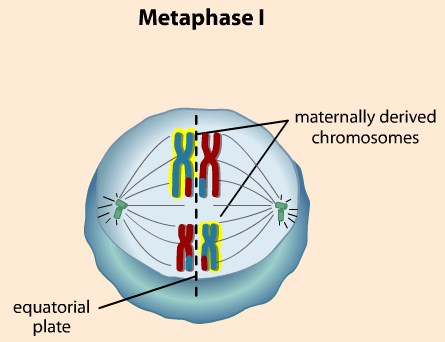 Metaphase I
maternally derived
chromosomes
equatorial
plate